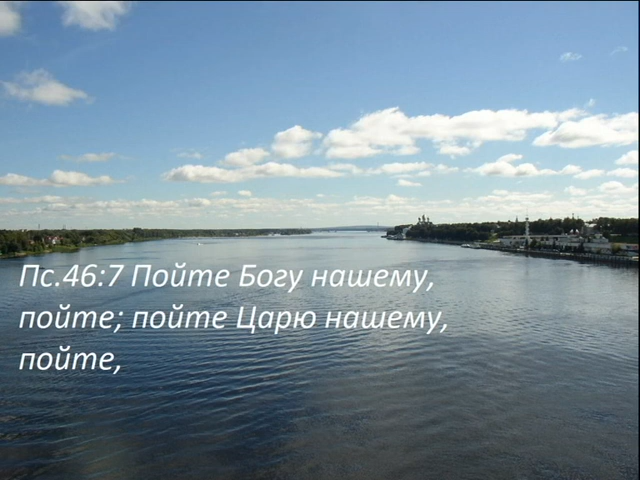 Пс.46:7 Пойте Богу нашему,
пойте; пойте Царю нашему,
пойте,